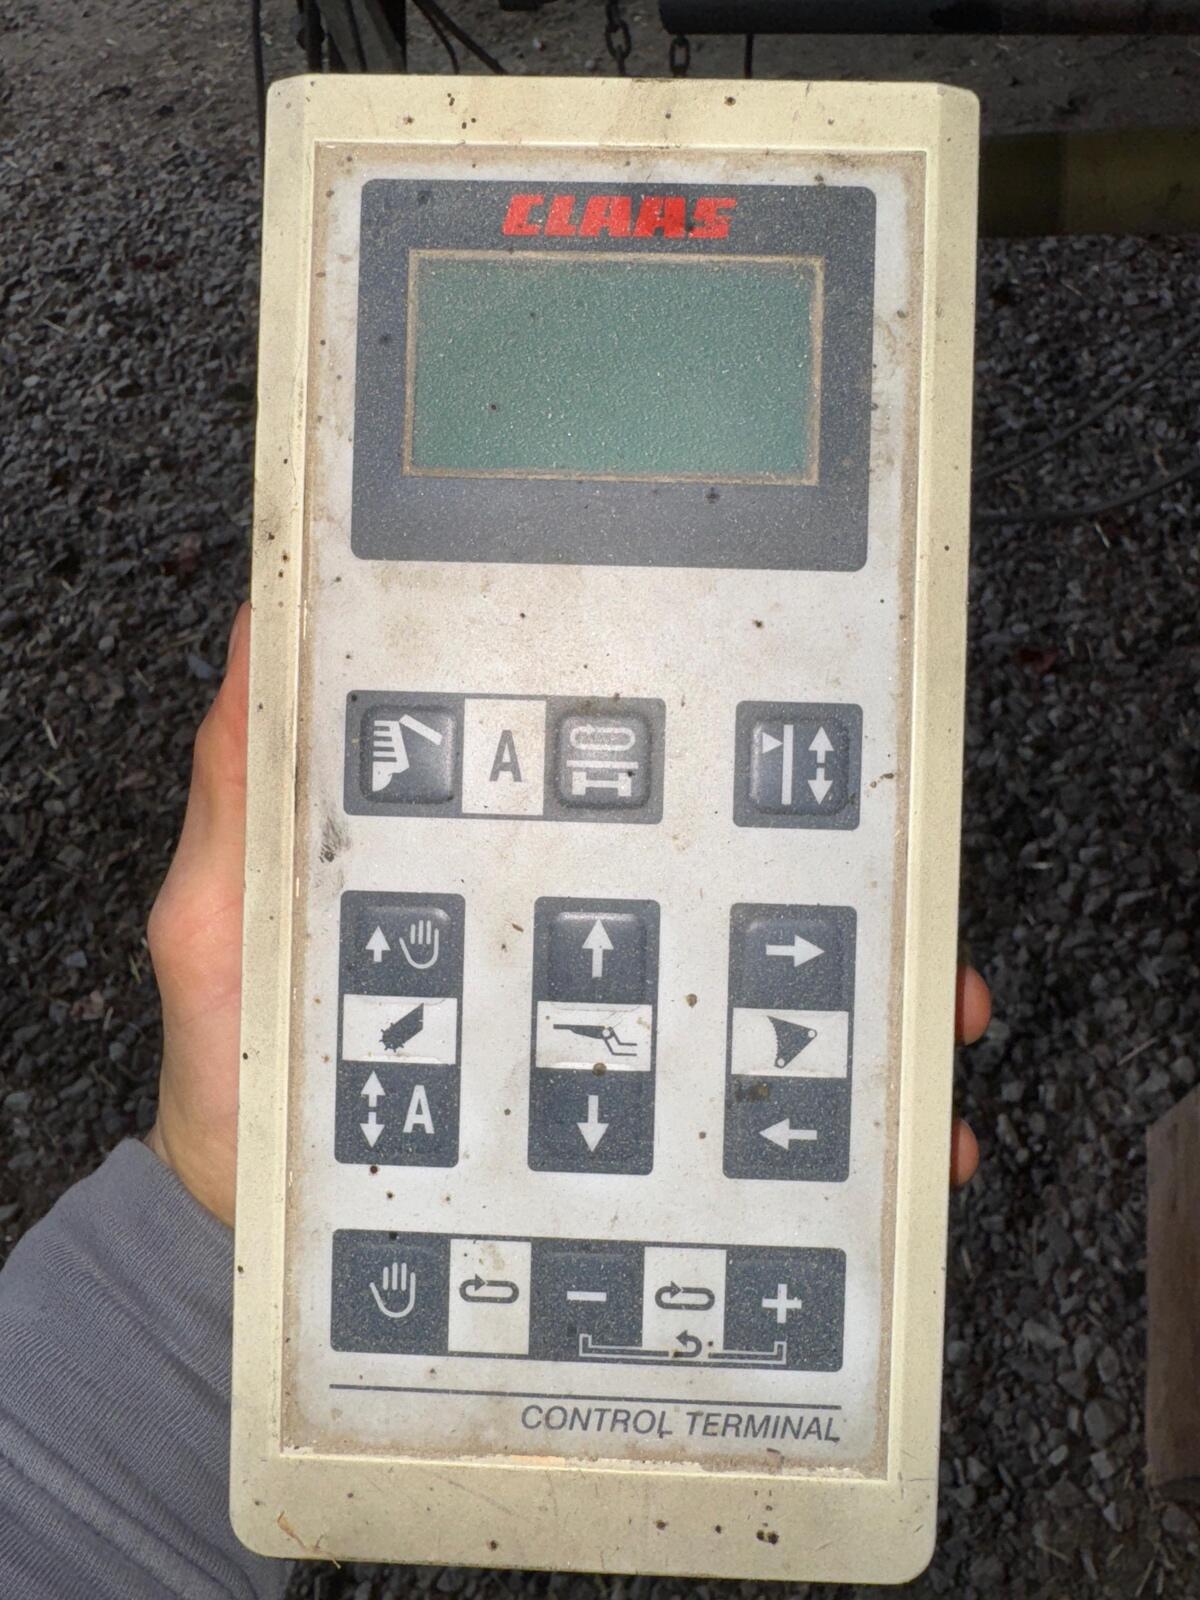 CLAAS
A
A
- +
CONTROL TERMINAL